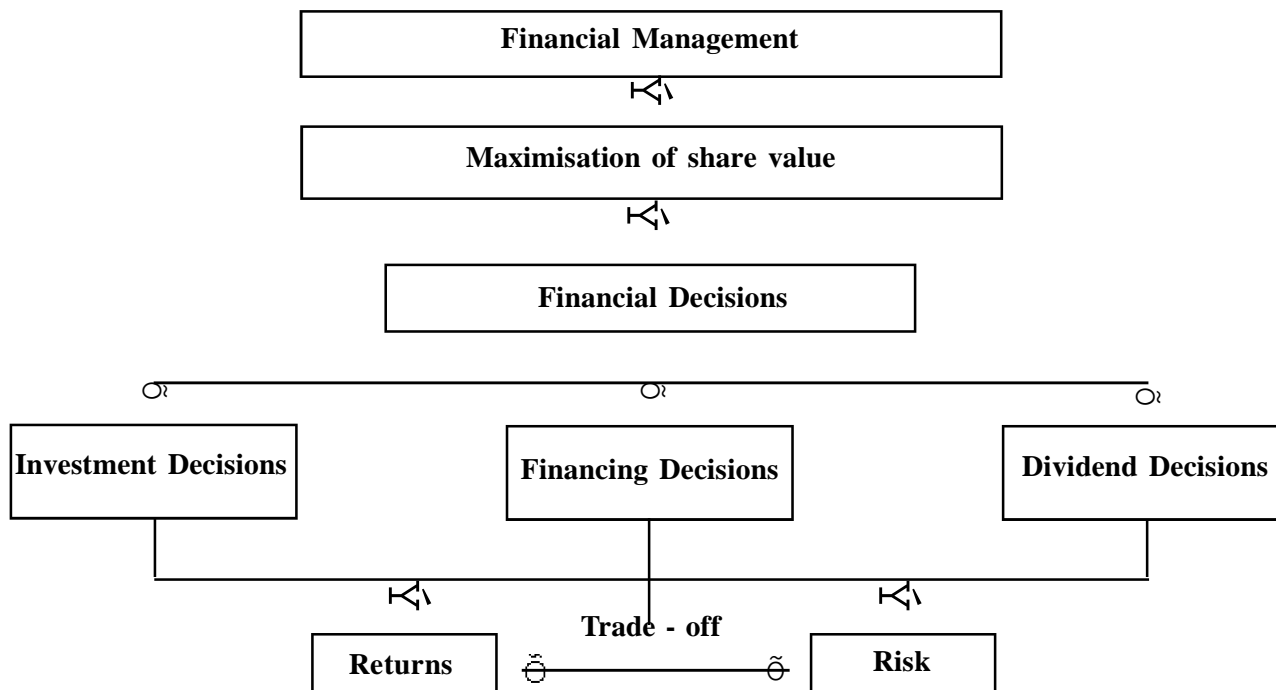 Financial Management
Maximisation of share value
Financial Decisions
Investment Decisions
Financing Decisions
Dividend Decisions
Trade - off
Returns
Risk